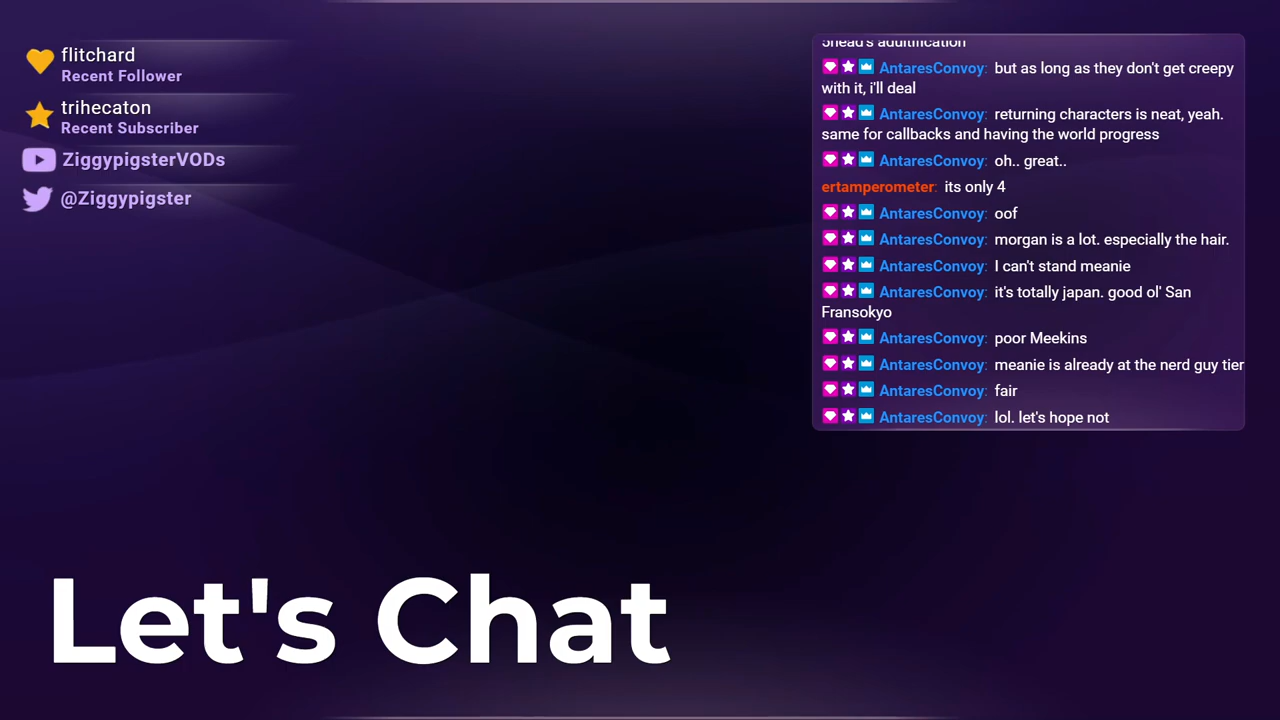 flitchard
Recent Follower
trihecaton
Recent Subscriber
ZiggypigsterVODs
@Ziggypigster
5head's adultification
AntaresConvoy: but as long as they don't get creepy
with it, i'll deal
AntaresConvoy: returning characters is neat, yeah.
same for callbacks and having the world progress
AntaresConvoy: oh.. great..
ertamperometer: its only 4
AntaresConvoy: oof
AntaresConvoy: morgan is a lot. especially the hair.
AntaresConvoy: I can't stand meanie
AntaresConvoy: it's totally japan. good ol' San
Fransokyo
AntaresConvoy: poor Meekins
AntaresConvoy: meanie is already at the nerd guy tier
AntaresConvoy: fair
AntaresConvoy: lol. let's hope not
Let's Chat